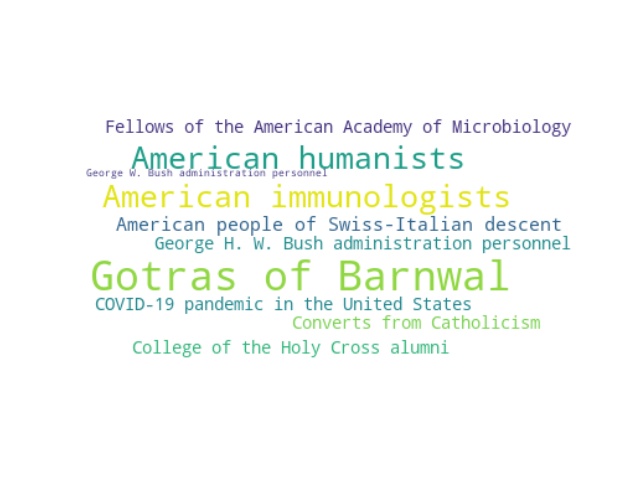 Fellows of the American Academy of Microbiology
American humanists
George W. Bush administration personnel
American immunologists
American people of Swiss-Italian descent
George H. W. Bush administration personnel
Gotras of Barnwal
COVID-19 pandemic in the United States
Converts from Catholicism
College of the Holy Cross alumni